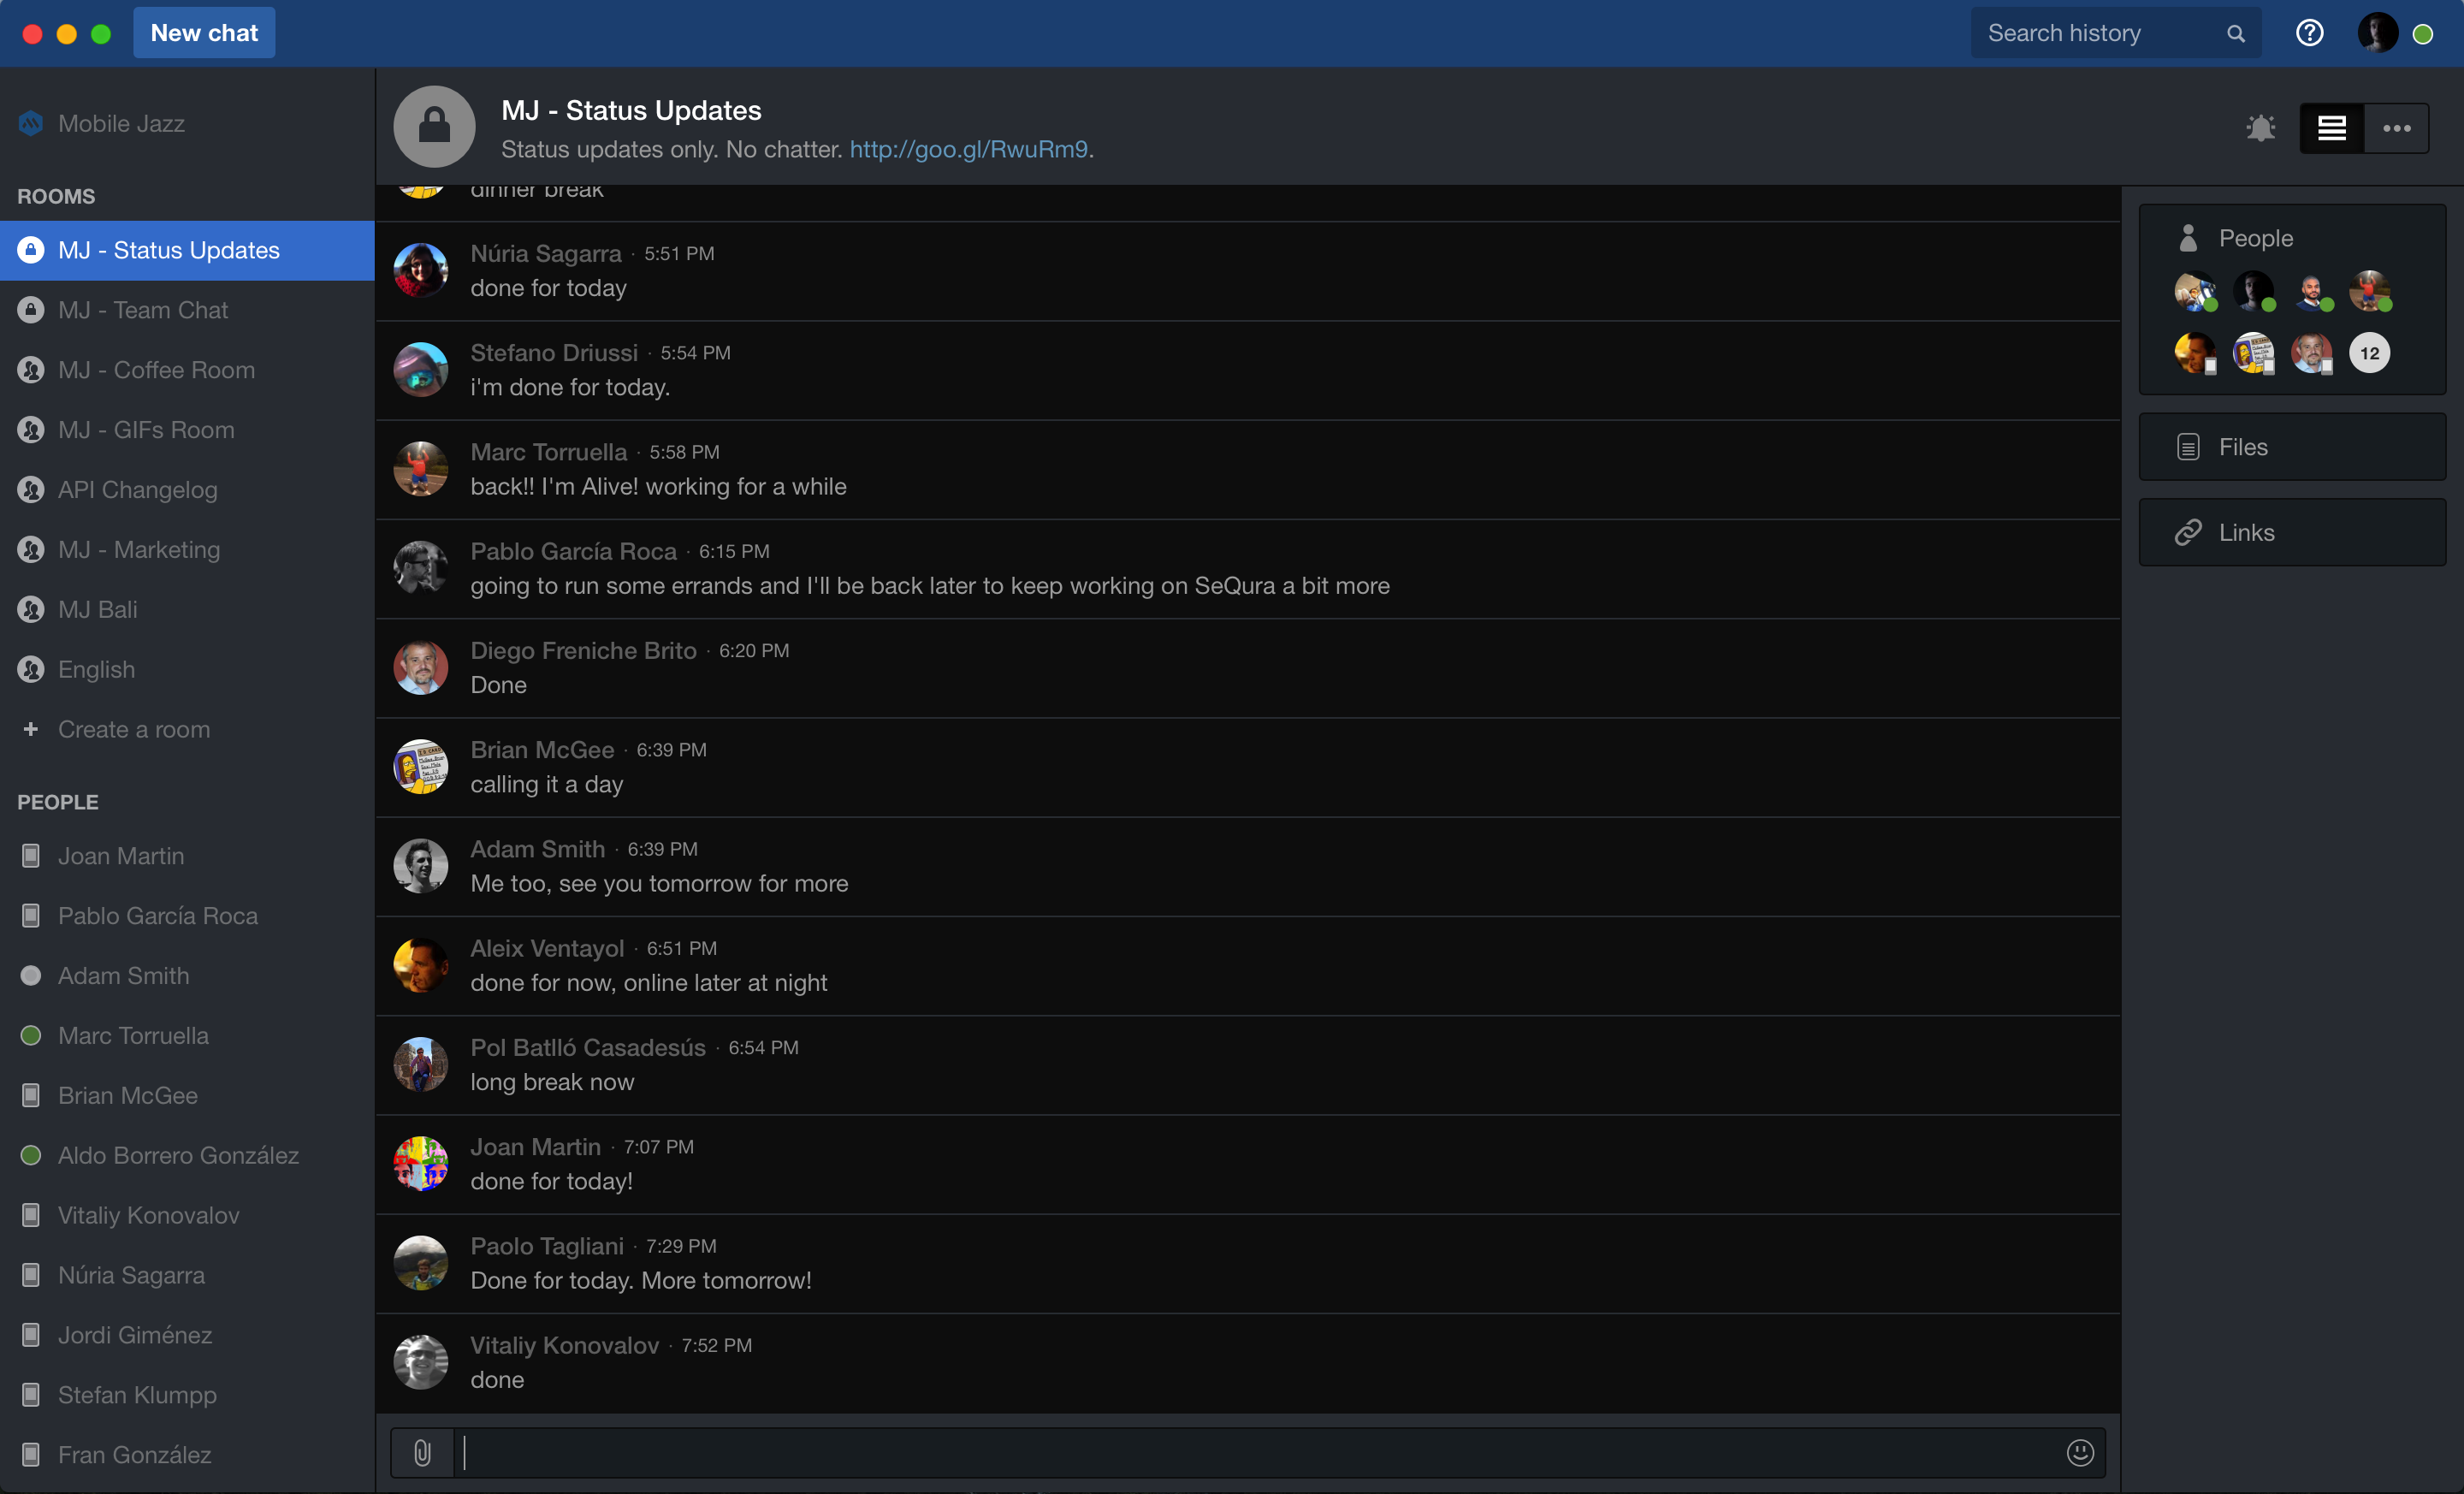 New chat
Search history
Mobile Jazz
ROOMS
MJ - Status Updates
MJ - Team Chat
MJ - Coffee Room
MJ - GIFs Room
API Changelog
MJ - Marketing
MJ Bali
English
+ Create a room
PEOPLE
Joan Martin
Pablo García Roca
Adam Smith
Marc Torruella
Brian McGee
Aldo Borrero González
Vitaliy Konovalov
Núria Sagarra
Jordi Giménez
Stefan Klumpp
Fran González
MJ - Status Updates
Status updates only. No chatter. http://goo.gl/RwuRm9.
dinner break
Núria Sagarra · 5:51 PM
done for today
Stefano Driussi · 5:54 PM
i'm done for today.
Marc Torruella · 5:58 PM
back!! I'm Alive! working for a while
Pablo García Roca · 6:15 PM
going to run some errands and I'll be back later to keep working on SeQura a bit more
Diego Freniche Brito · 6:20 PM
Done
Brian McGee · 6:39 PM
calling it a day
Adam Smith · 6:39 PM
Me too, see you tomorrow for more
Aleix Ventayol · 6:51 PM
done for now, online later at night
Pol Batlló Casadesús · 6:54 PM
long break now
Joan Martin · 7:07 PM
done for today!
Paolo Tagliani · 7:29 PM
Done for today. More tomorrow!
Vitaliy Konovalov · 7:52 PM
done
People
12
Files
Links